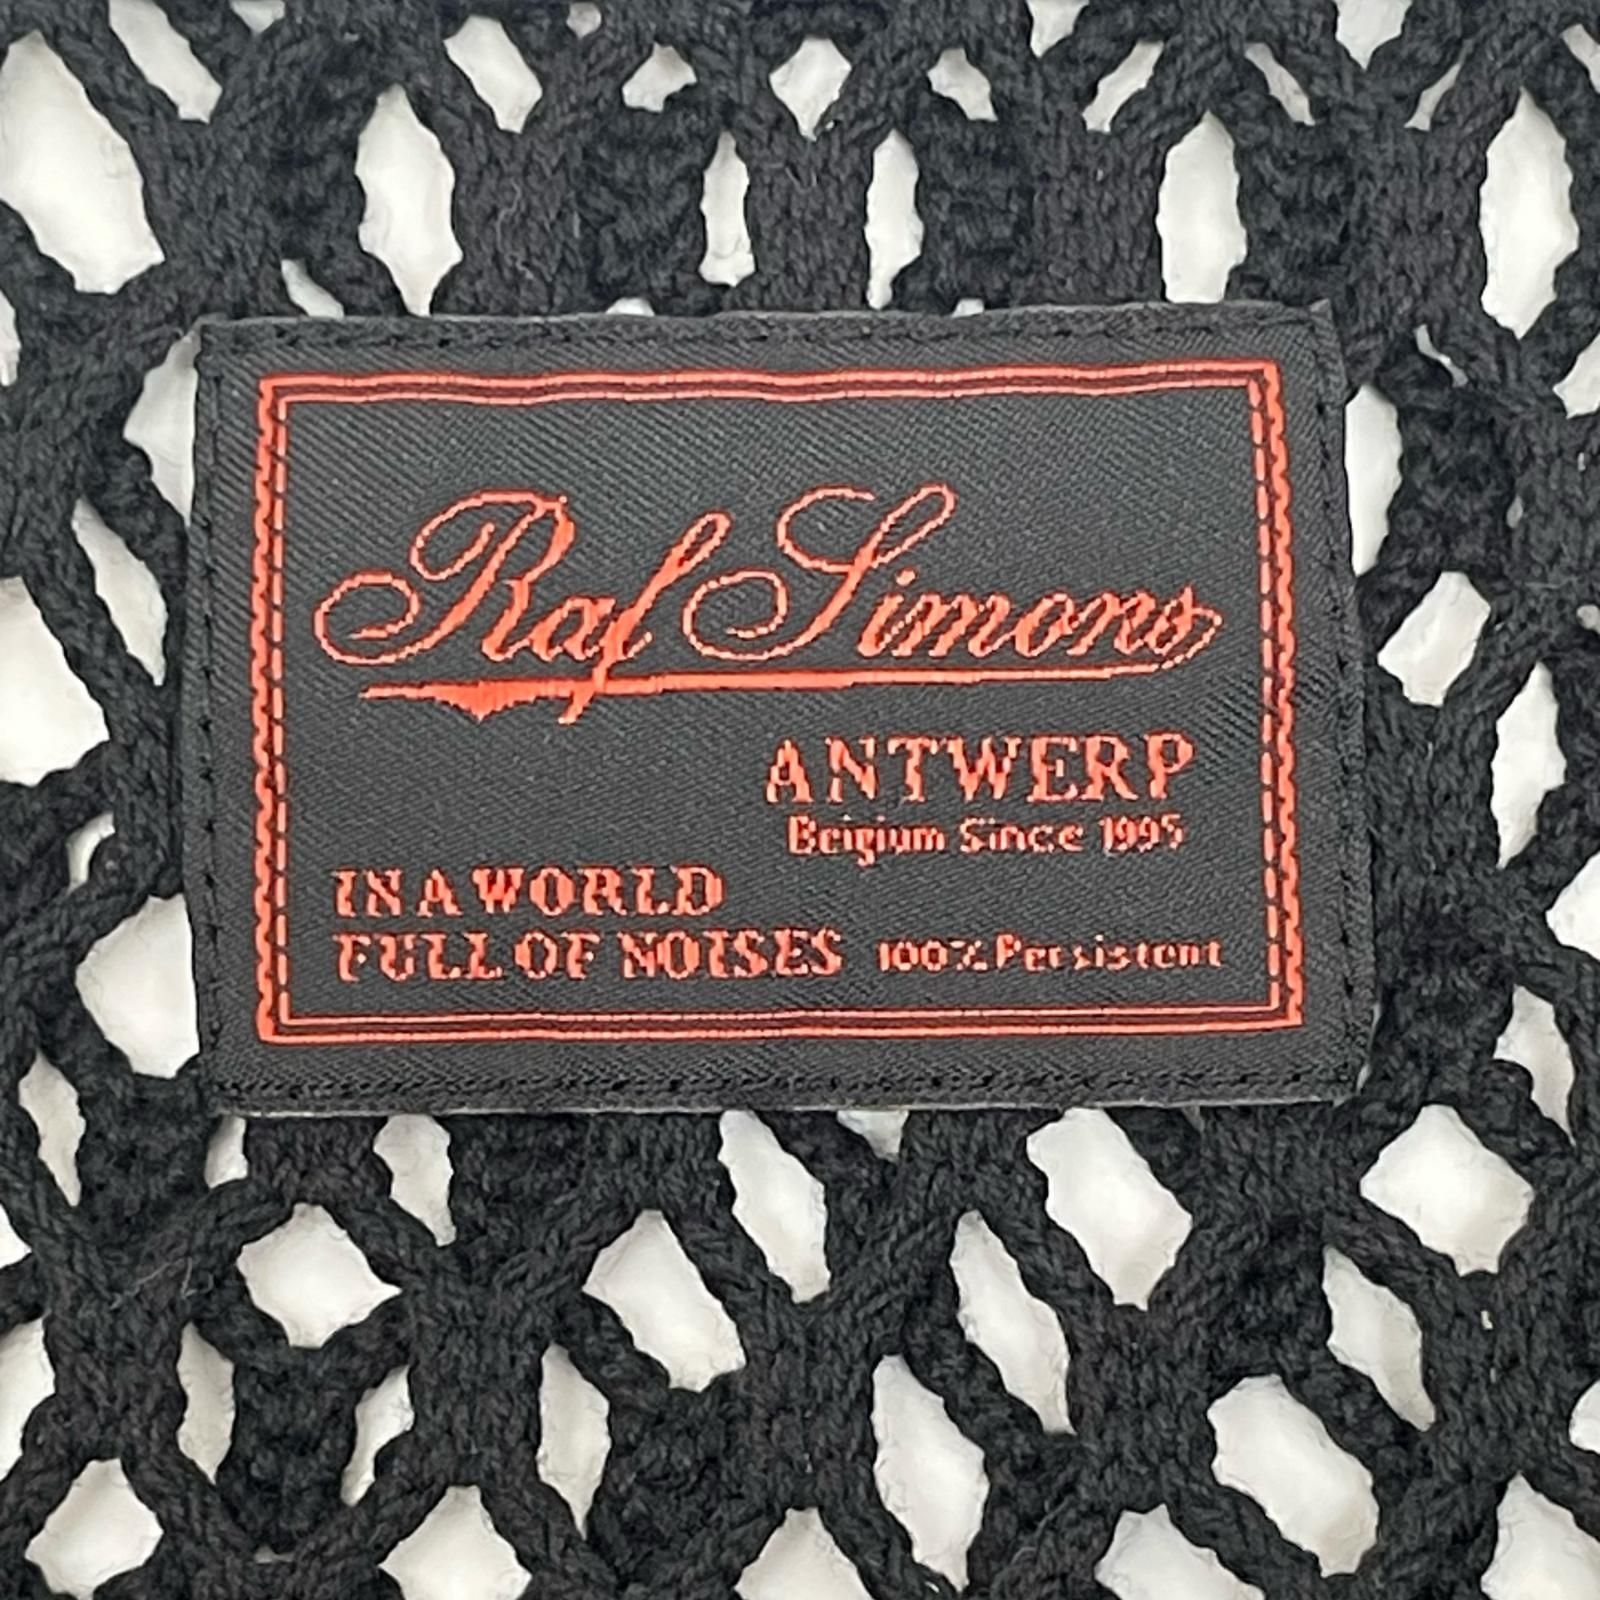 Raf Simons
ANTWERP
Belgium Since 1995
IN A WORLD
FULL OF NOISES 100% Persistent